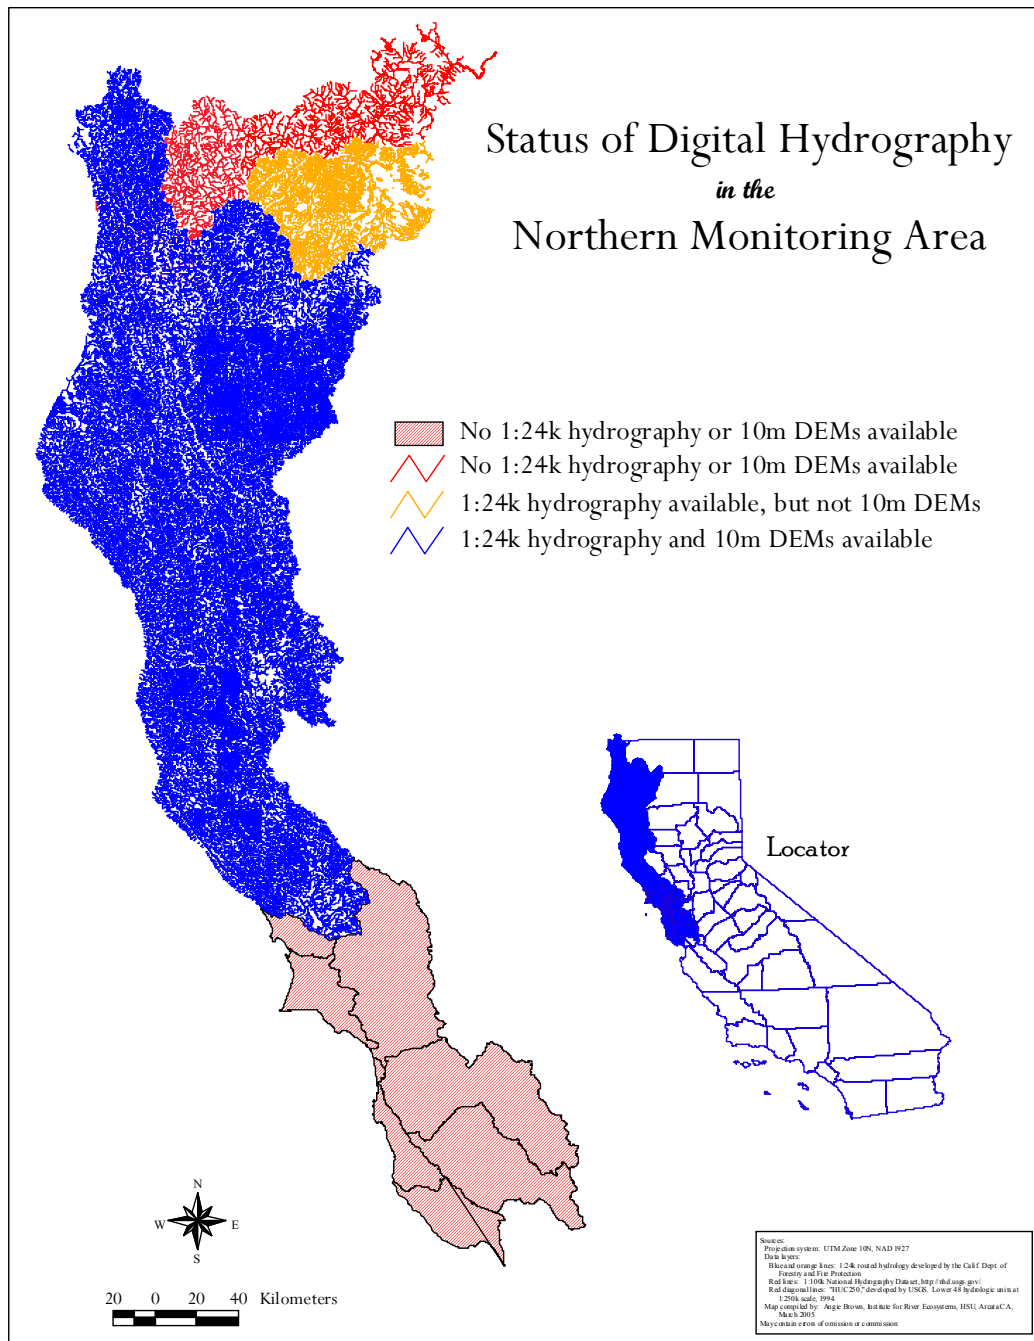 Status of Digital Hydrography
in the
Northern Monitoring Area
No 1:24k hydrography or 10m DEMs available
No 1:24k hydrography or 10m DEMs available
1:24k hydrography available, but not 10m DEMs
1:24k hydrography and 10m DEMs available
Locator
N
W E
S
20 0 20 40 Kilometers
Sources:
Projection system: UTM Zone 10N, NAD 1927
Data layers:
Blue and orange lines: 1:24k routed hydrology developed by the Calif. Dept. of
Forestry and Fire Protection
Red lines: 1:100k National Hydrography Dataset, http://nhd.usgs.gov/.
Red diagonal lines: "HUC250," developed by USGS. Lower 48 hydrologic units at
1:250k scale, 1994.
Map compiled by: Angie Brown, Institute for River Ecosystems, HSU, Arcata CA,
March 2005.
May contain errors of omission or commission